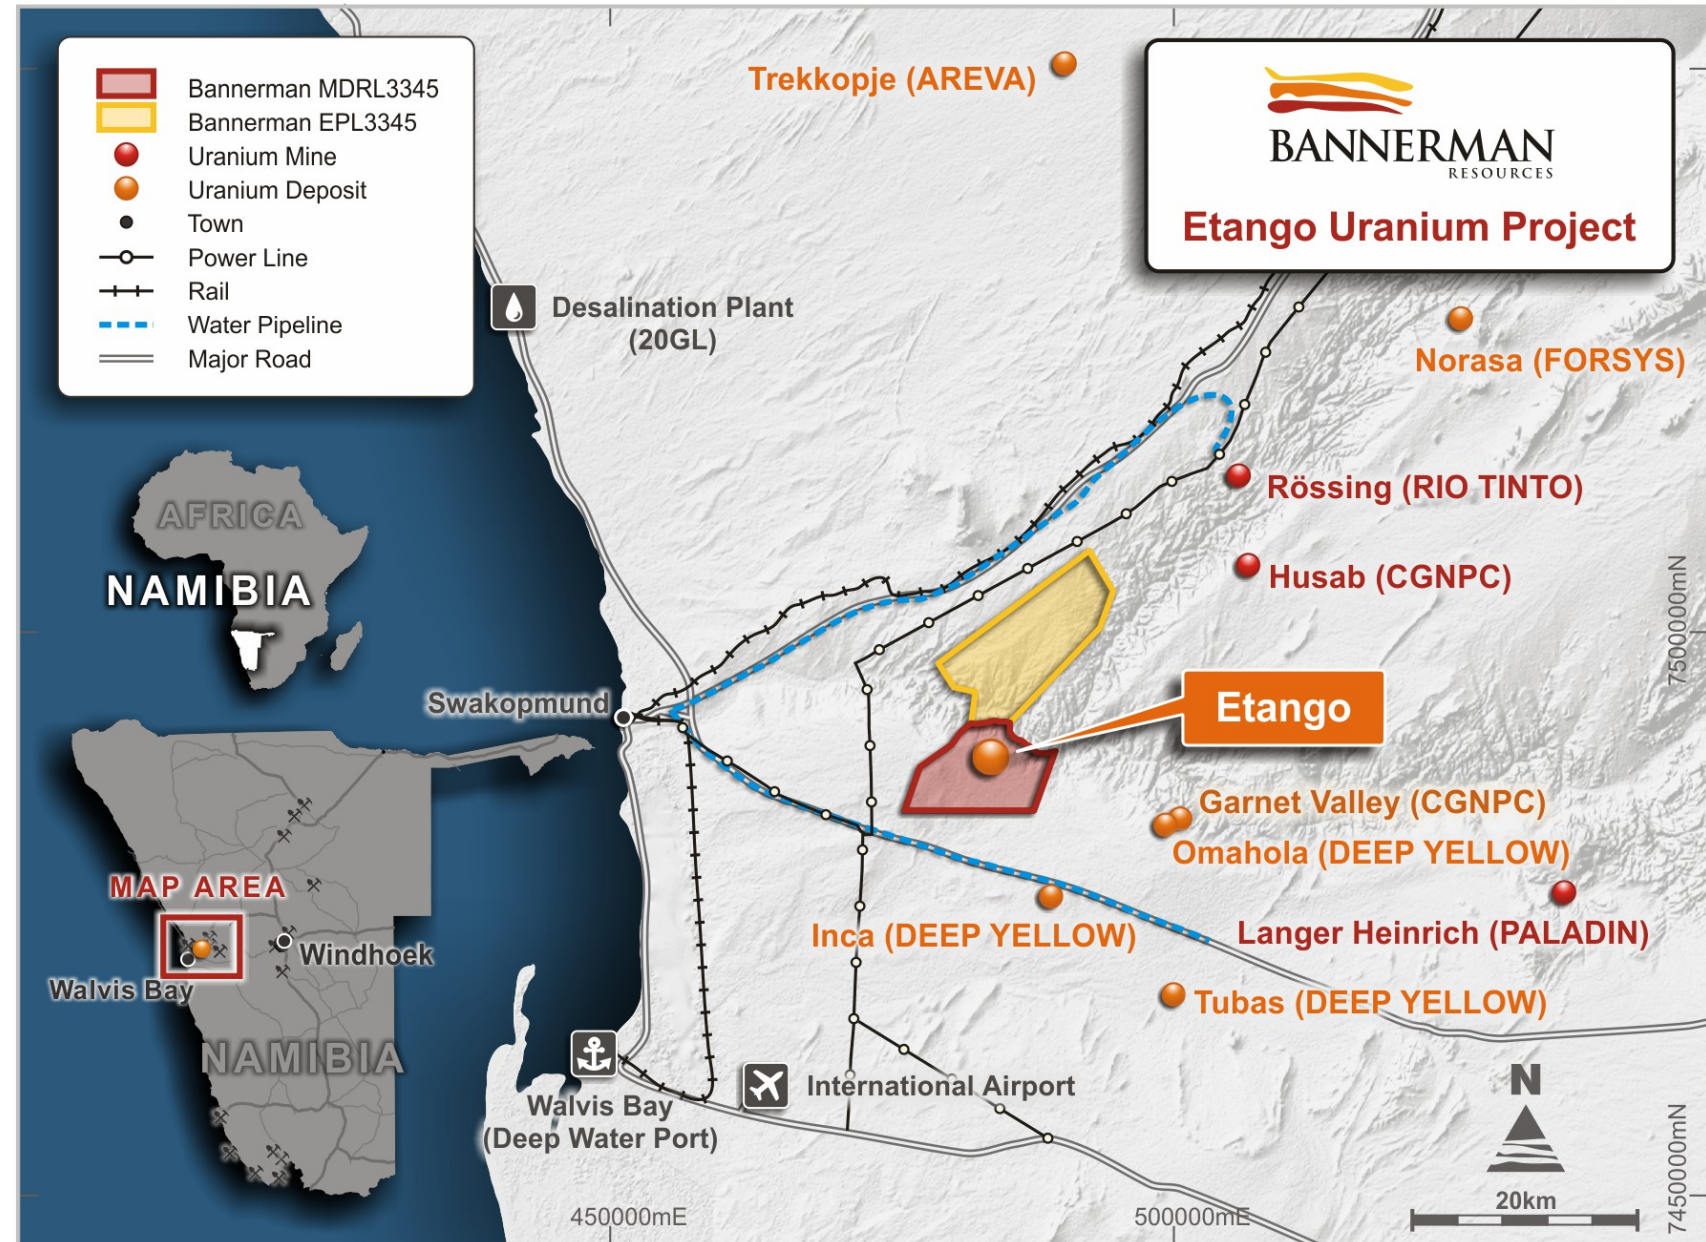 Bannerman MDRL3345
Bannerman EPL3345
Uranium Mine
Uranium Deposit
Town
Power Line
Rail
Water Pipeline
Major Road
Trekkopje (AREVA)
BANNERMAN
RESOURCES
Etango Uranium Project
Desalination Plant
(20GL)
Norasa (FORSYS)
Rössing (RIO TINTO)
Husab (CGNPC)
AFRICA
NAMIBIA
7500000mN
Swakopmund
Etango
Garnet Valley (CGNPC)
Omahola (DEEP YELLOW)
MAP AREA
Windhoek
Walvis Bay
NAMIBIA
Inca (DEEP YELLOW)
Langer Heinrich (PALADIN)
Tubas (DEEP YELLOW)
International Airport
Walvis Bay
(Deep Water Port)
N
20km
7450000mN
450000mE
500000mE